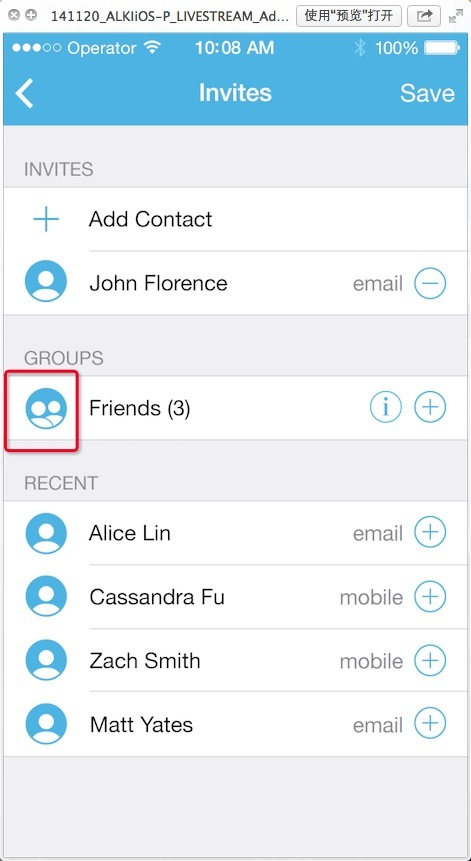 141120_ALKIiOS-P_LIVESTREAM_Ad... 使用“预览”打开
Operator 10:08 AM 100%
Invites Save
INVITES
Add Contact
John Florence email
GROUPS
Friends (3)
RECENT
Alice Lin email
Cassandra Fu mobile
Zach Smith mobile
Matt Yates email